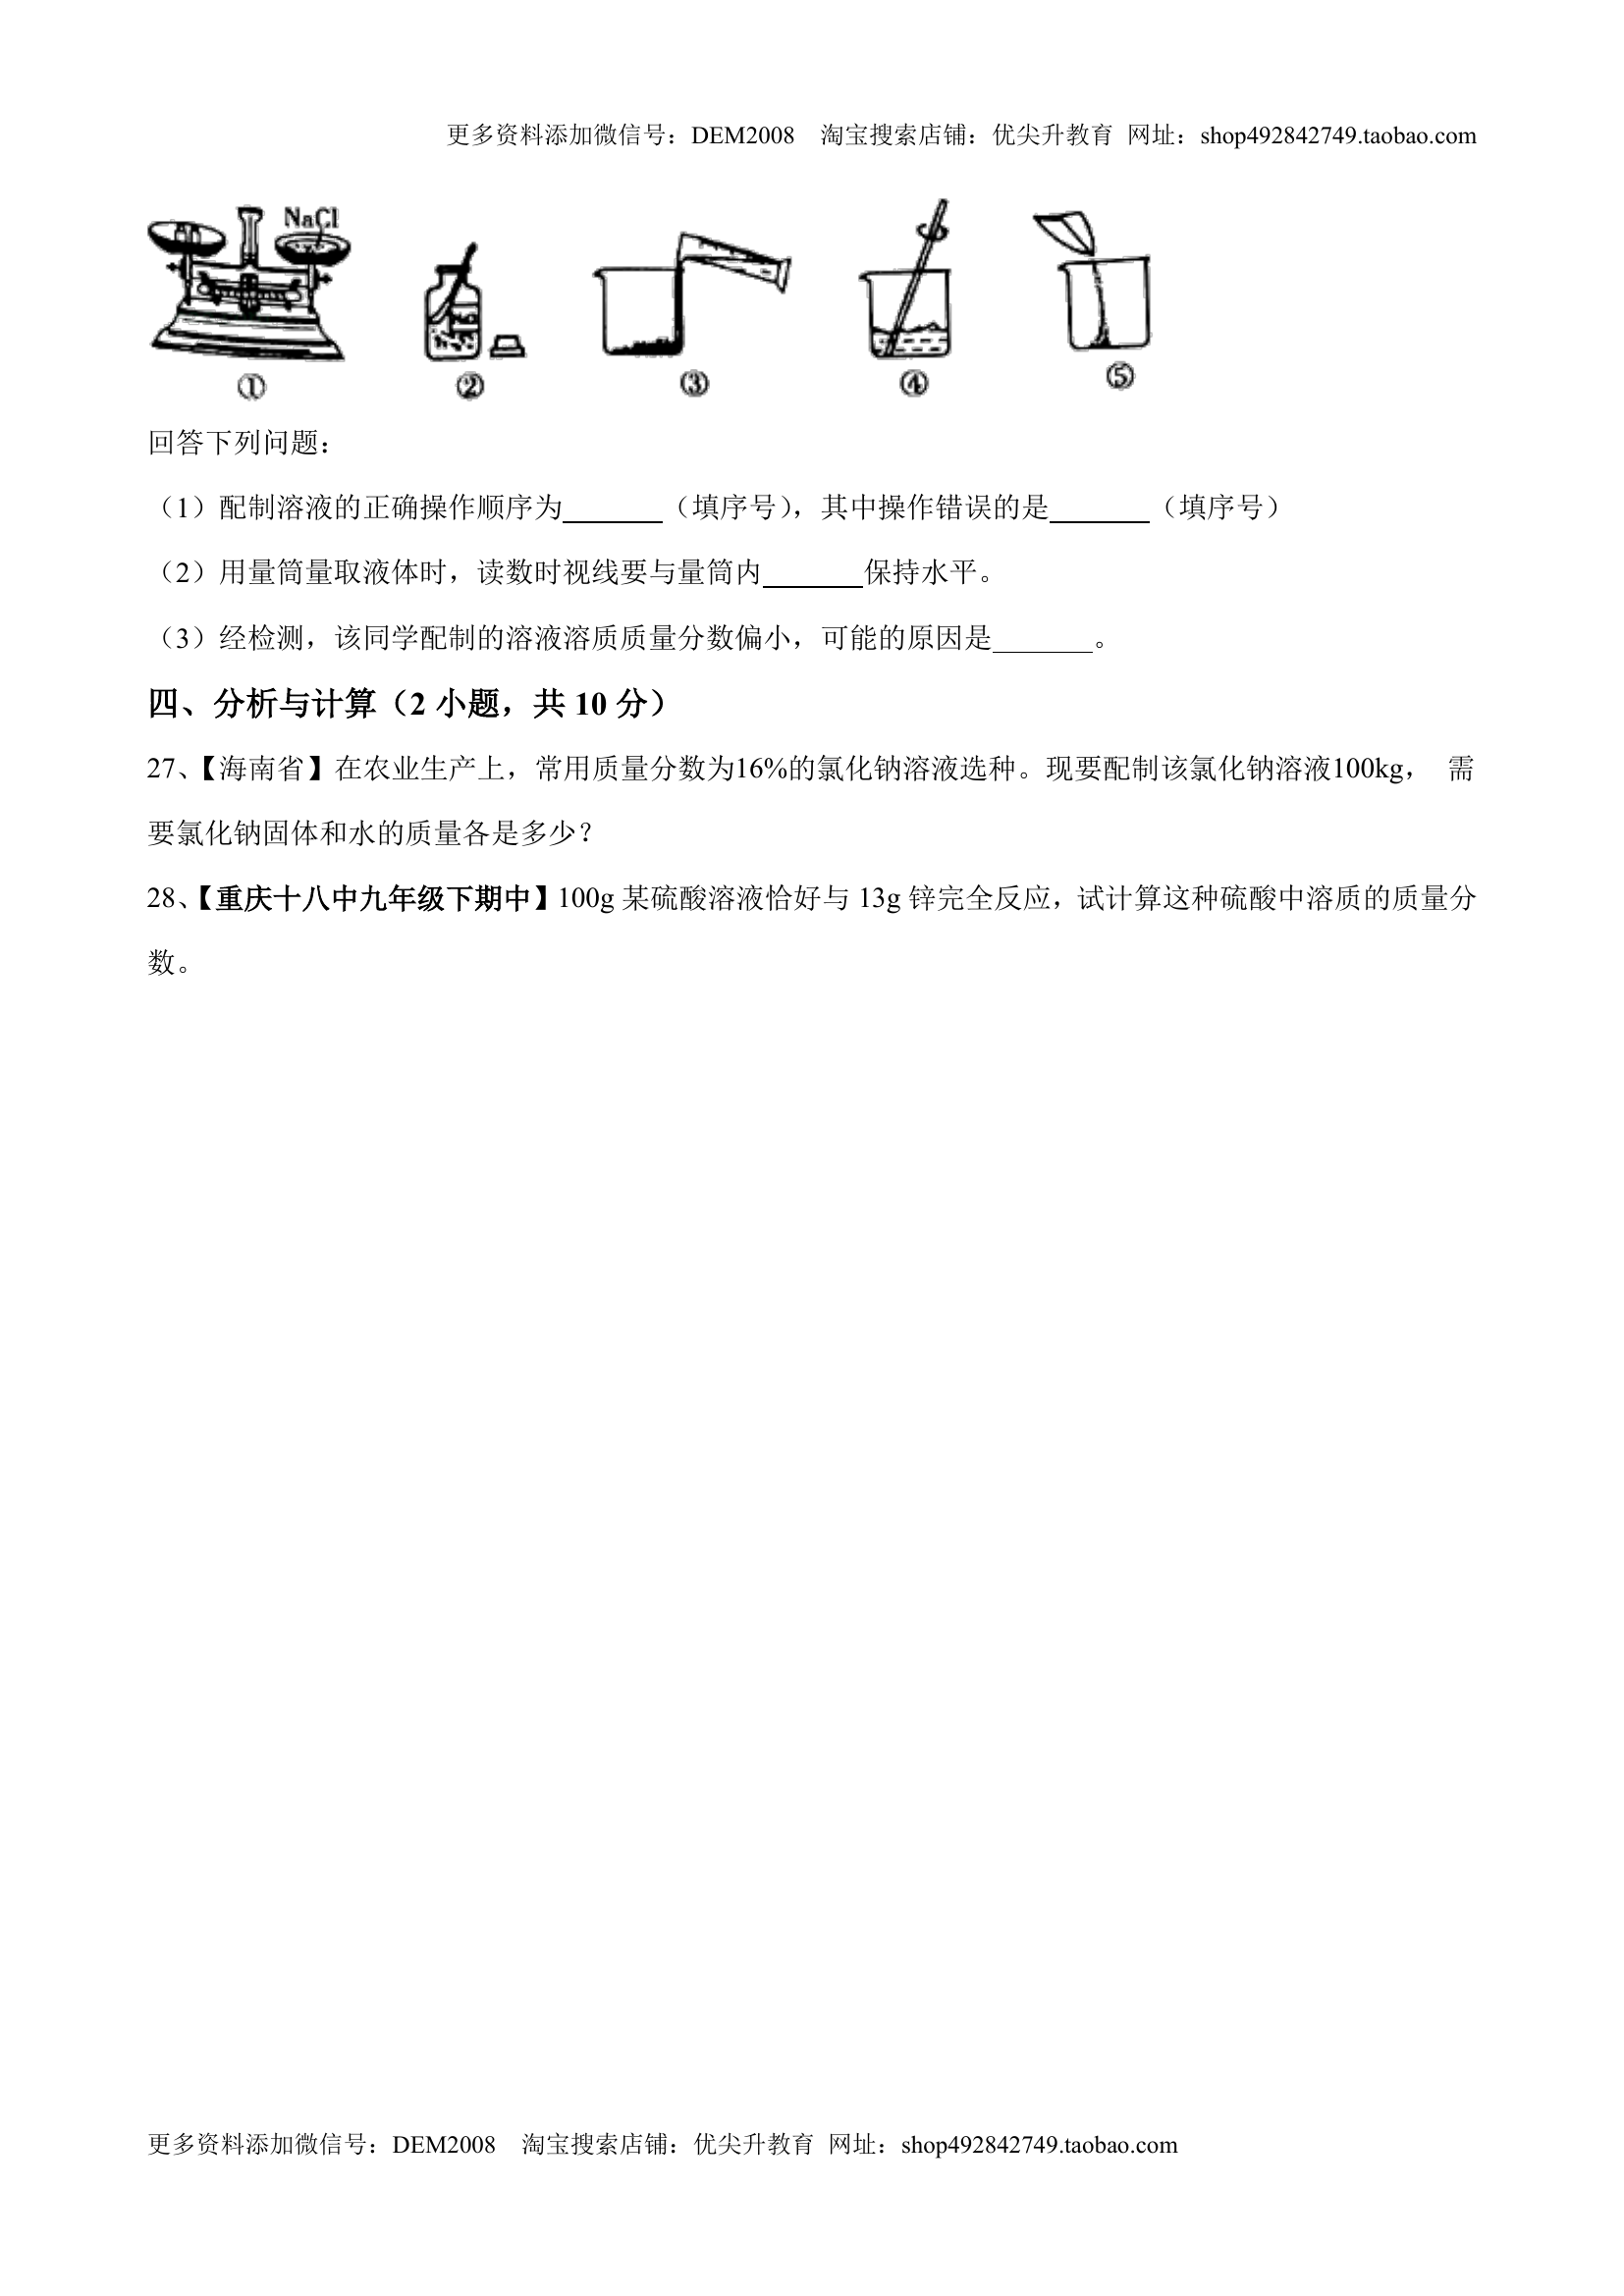 更多资料添加微信号：DEM2008 淘宝搜索店铺：优尖升教育 网址：shop492842749.taobao.com
NaCl
① ② ③ ④ ⑤
回答下列问题：
（1）配制溶液的正确操作顺序为_______（填序号），其中操作错误的是_______（填序号）
（2）用量筒量取液体时，读数时视线要与量筒内_______保持水平。
（3）经检测，该同学配制的溶液溶质质量分数偏小，可能的原因是_______。
四、分析与计算（2 小题，共 10 分）
27、【海南省】在农业生产上，常用质量分数为16%的氯化钠溶液选种。现要配制该氯化钠溶液100kg， 需
要氯化钠固体和水的质量各是多少？
28、【重庆十八中九年级下期中】100g 某硫酸溶液恰好与 13g 锌完全反应，试计算这种硫酸中溶质的质量分
数。
更多资料添加微信号：DEM2008 淘宝搜索店铺：优尖升教育 网址：shop492842749.taobao.com